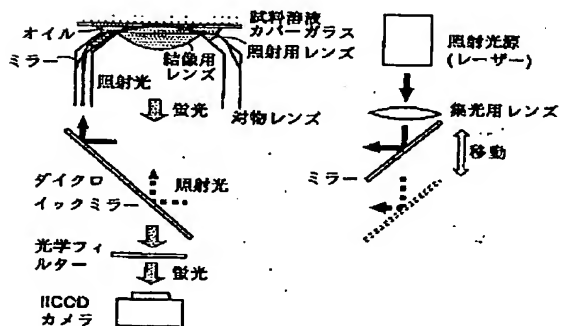 試料溶液
オイル
カバーガラス
照射用レンズ
ミラー
結像用
レンズ
照射光
蛍光
対物レンズ
ダイクロ
イックミラー
照射光
光学フィ
ルター
蛍光
IICCD
カメラ
照射光源
(レーザー)
集光用レンズ
移動
ミラー